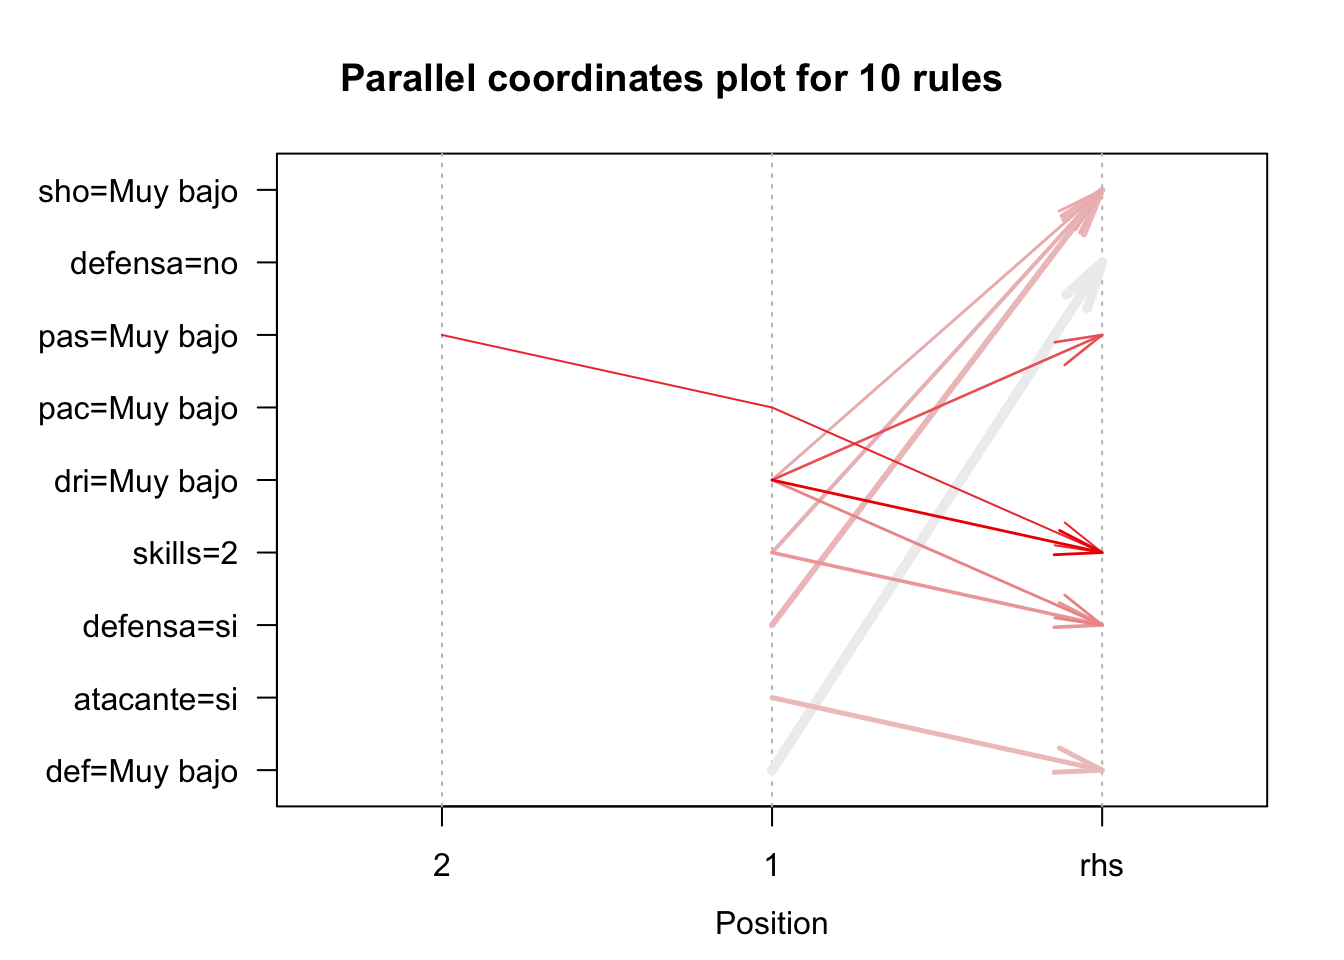 Parallel coordinates plot for 10 rules
sho=Muy bajo
defensa=no
pas=Muy bajo
pac=Muy bajo
dri=Muy bajo
skills=2
defensa=si
atacante=si
def=Muy bajo
2 1 rhs
Position